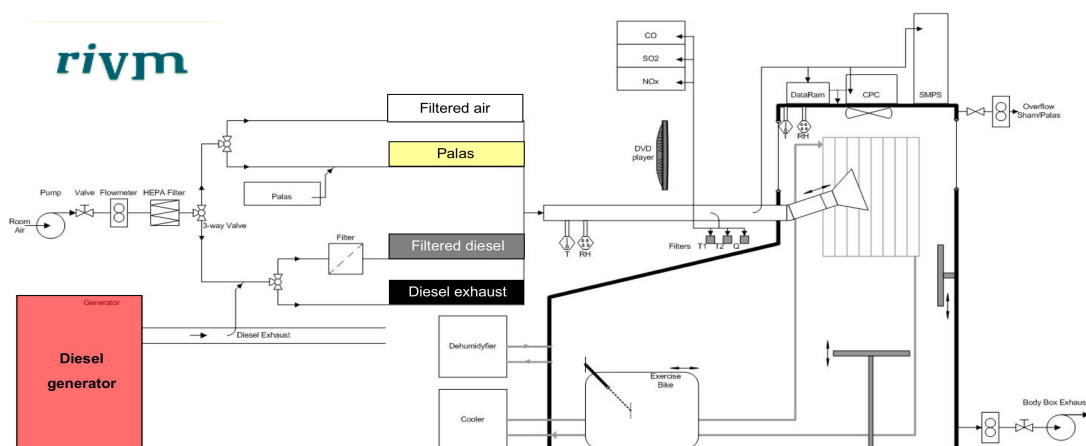 rivm
Filtered air
Palas
Palas
Pump
Valve
Flowmeter
HEPA Filter
Room
Air
3-way Valve
Filter
Filtered diesel
Diesel exhaust
Generator
Diesel
generator
Diesel Exhaust
CO
SO2
NOx
DVD
player
T
RH
Filters
T1
T2
Q
DataRam
CPC
SMPS
T
RH
Overflow
Sham/Palas
Dehumidyfier
Cooler
Exercise
Bike
Body Box Exhaus